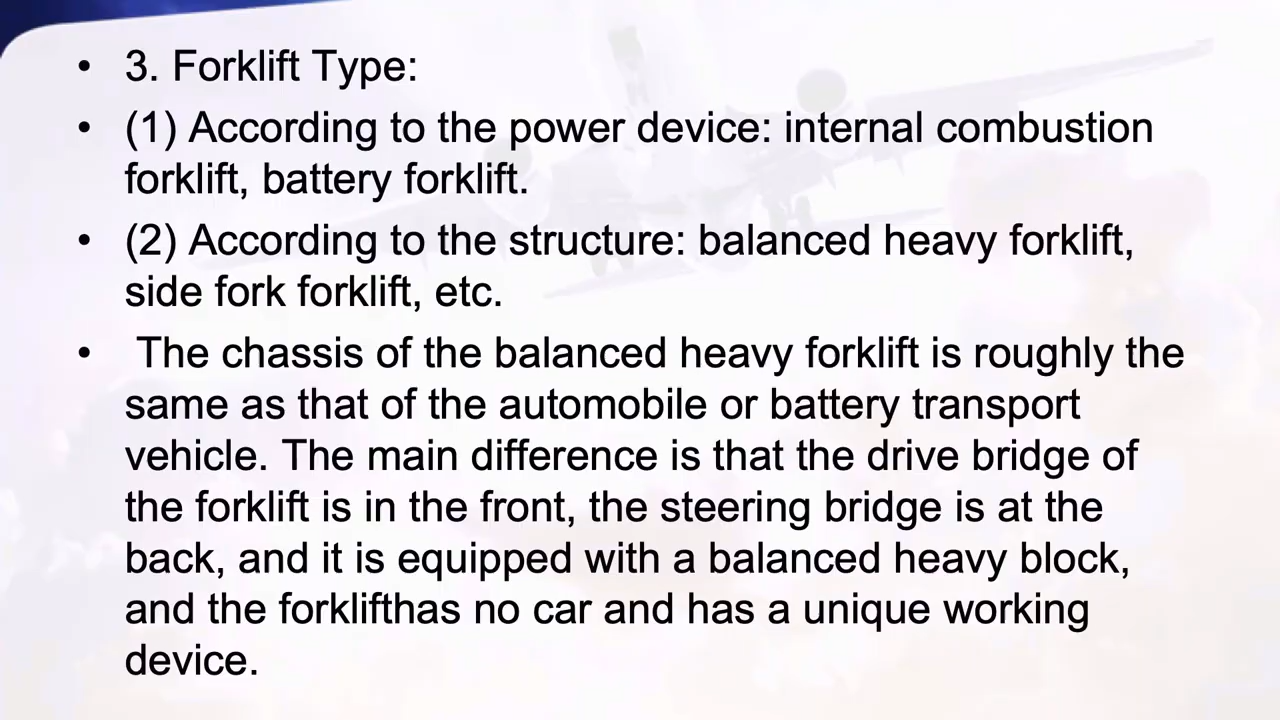 • 3. Forklift Type:
• (1) According to the power device: internal combustion
forklift, battery forklift.
• (2) According to the structure: balanced heavy forklift,
side fork forklift, etc.
• The chassis of the balanced heavy forklift is roughly the
same as that of the automobile or battery transport
vehicle. The main difference is that the drive bridge of
the forklift is in the front, the steering bridge is at the
back, and it is equipped with a balanced heavy block,
and the forklifthas no car and has a unique working
device.